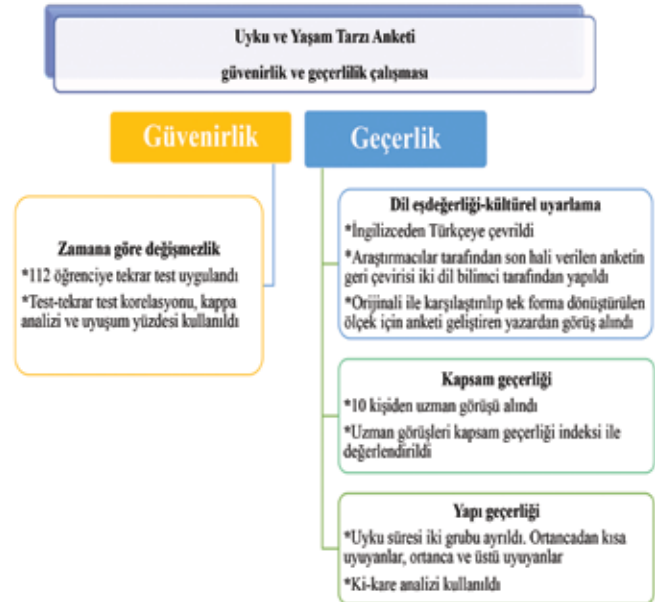 Uyku ve Yaşam Tarzı Anketi
güvenirlik ve geçerlilik çalışması
Güvenirlik
Geçerlik
Zamana göre değişmezlik
*112 öğrenciye tekrar test uygulandı
*Test-tekrar test korelasyonu, kappa
analizi ve uyuşum yüzdesi kullanıldı
Dil eşdeğerliği-kültürel uyarlama
*İngilizceden Türkçeye çevrildi
*Araştırmacılar tarafından son hali verilen anketin
geri çevirisi iki dil bilimci tarafından yapıldı
*Orijinali ile karşılaştırılıp tek forma dönüştürülen
ölçek için anketi geliştiren yazardan görüş alındı
Kapsam geçerliği
*10 kişiden uzman görüşü alındı
*Uzman görüşleri kapsam geçerliği indeksi ile
değerlendirildi
Yapı geçerliği
*Uyku süresi iki grubu ayrıldı. Ortancadan kısa
uyuyanlar, ortanca ve üstü uyuyanlar
*Ki-kare analizi kullanıldı